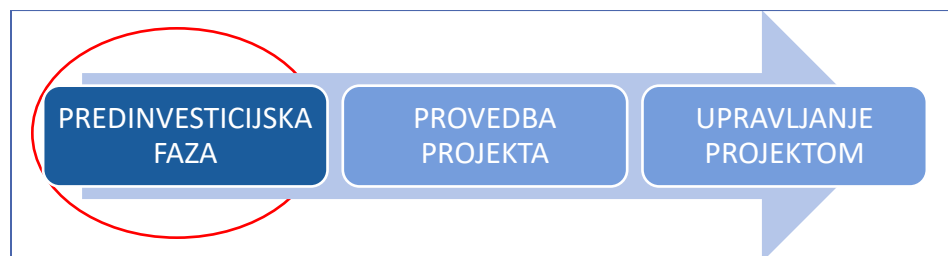 PREDINVESTICIJSKA
FAZA
PROVEDBA
PROJEKTA
UPRAVLJANJE
PROJEKTOM